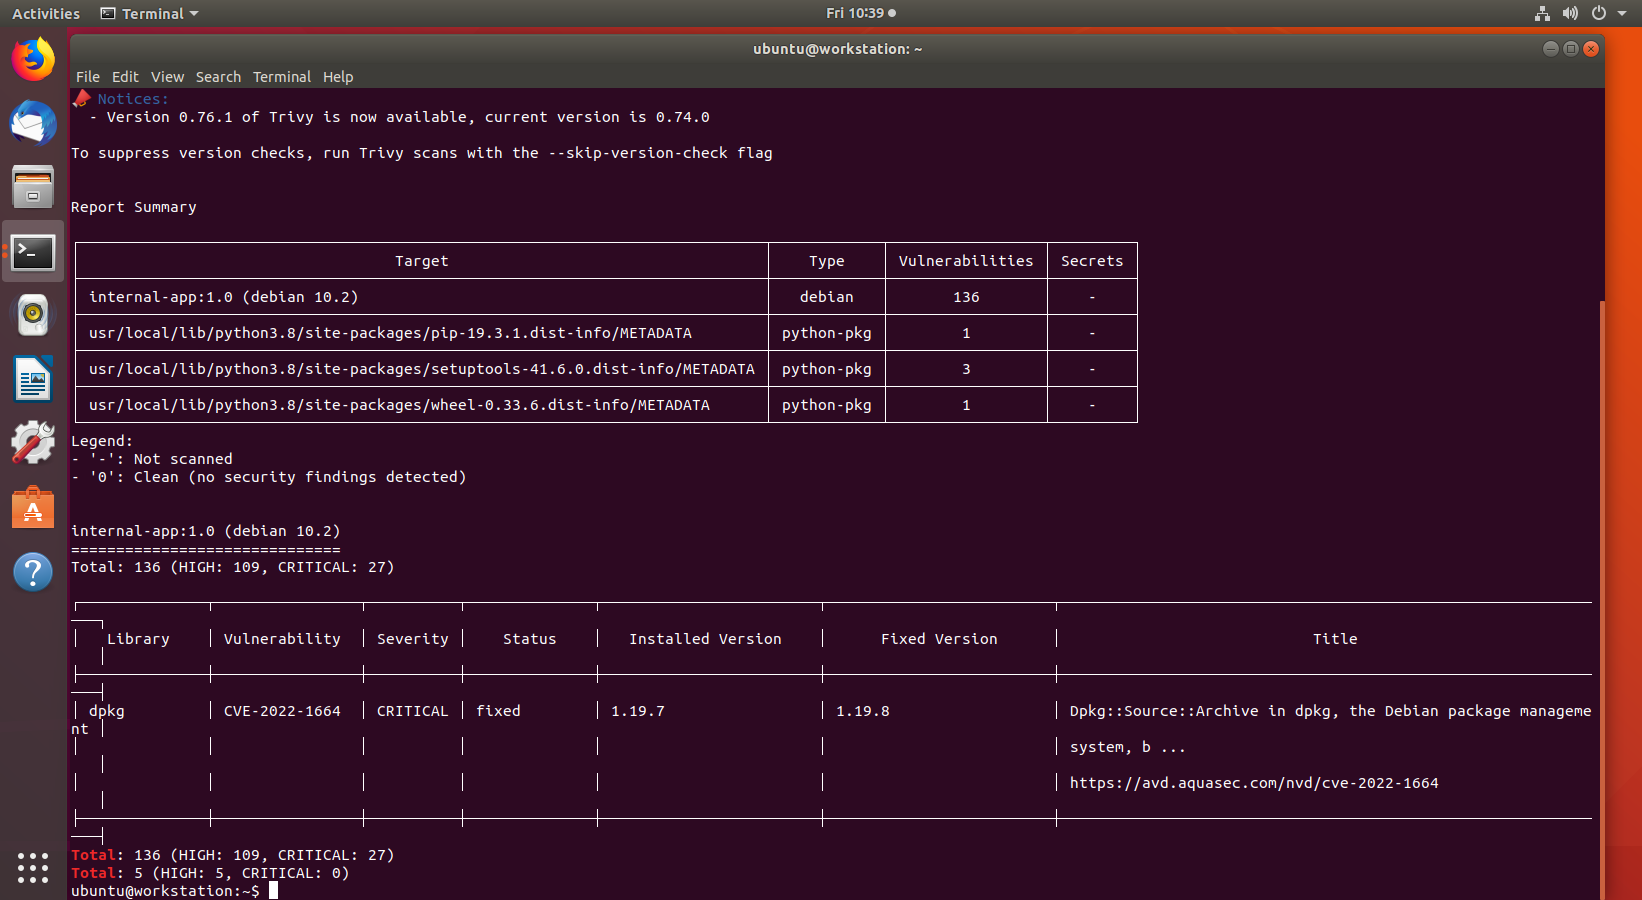 Activities Terminal Fri 10:39
ubuntu@workstation: ~
File Edit View Search Terminal Help
Notices:
- Version 0.76.1 of Trivy is now available, current version is 0.74.0
To suppress version checks, run Trivy scans with the --skip-version-check flag
Report Summary
Target Type Vulnerabilities Secrets
internal-app:1.0 (debian 10.2) debian 136 -
usr/local/lib/python3.8/site-packages/pip-19.3.1.dist-info/METADATA python-pkg 1 -
usr/local/lib/python3.8/site-packages/setuptools-41.6.0.dist-info/METADATA python-pkg 3 -
usr/local/lib/python3.8/site-packages/wheel-0.33.6.dist-info/METADATA python-pkg 1 -
Legend:
- '-': Not scanned
- '0': Clean (no security findings detected)
internal-app:1.0 (debian 10.2)
==============================
Total: 136 (HIGH: 109, CRITICAL: 27)
Library Vulnerability Severity Status Installed Version Fixed Version Title
dpkg CVE-2022-1664 CRITICAL fixed 1.19.7 1.19.8 Dpkg::Source::Archive in dpkg, the Debian package manageme
nt
system, b ...
https://avd.aquasec.com/nvd/cve-2022-1664
Total: 136 (HIGH: 109, CRITICAL: 27)
Total: 5 (HIGH: 5, CRITICAL: 0)
ubuntu@workstation:~$